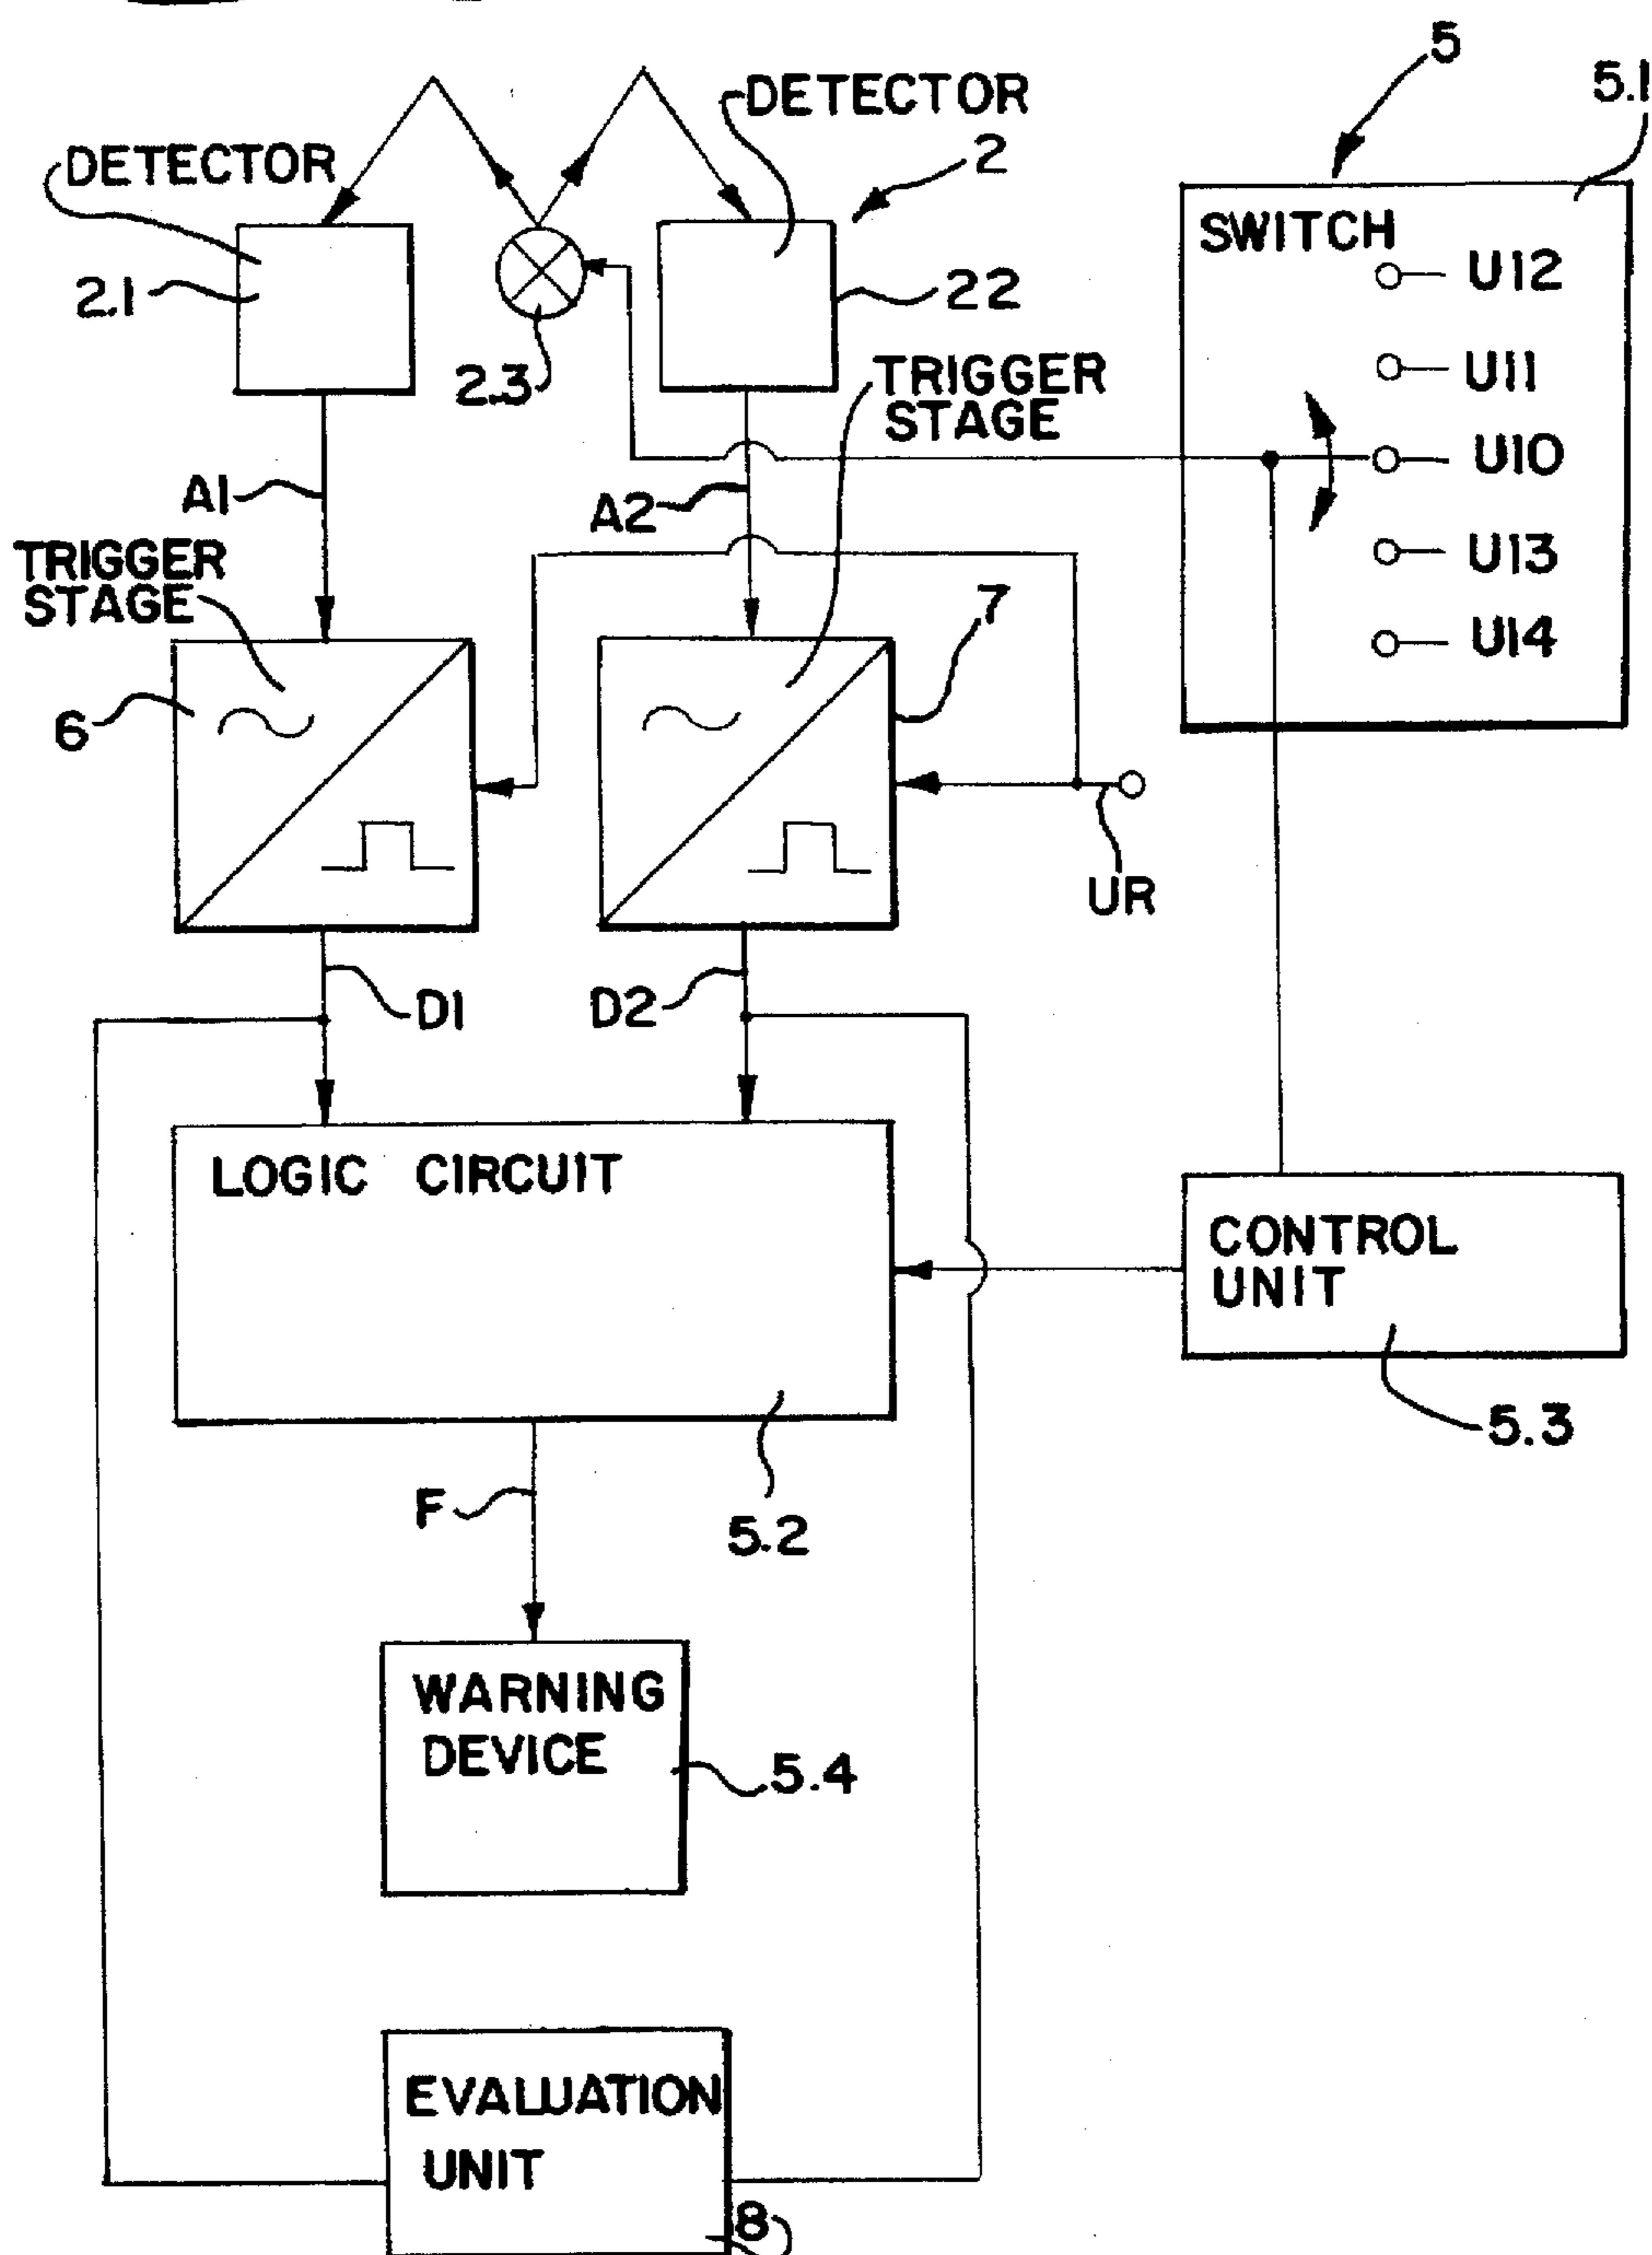 5
5.1
DETECTOR
2
DETECTOR
2.1
2.3
22
SWITCH
U12
U11
U10
U13
U14
TRIGGER
STAGE
A1
A2
TRIGGER
STAGE
6
7
UR
D1
D2
LOGIC CIRCUIT
CONTROL
UNIT
5.3
F
5.2
WARNING
DEVICE
5.4
EVALUATION
UNIT
8